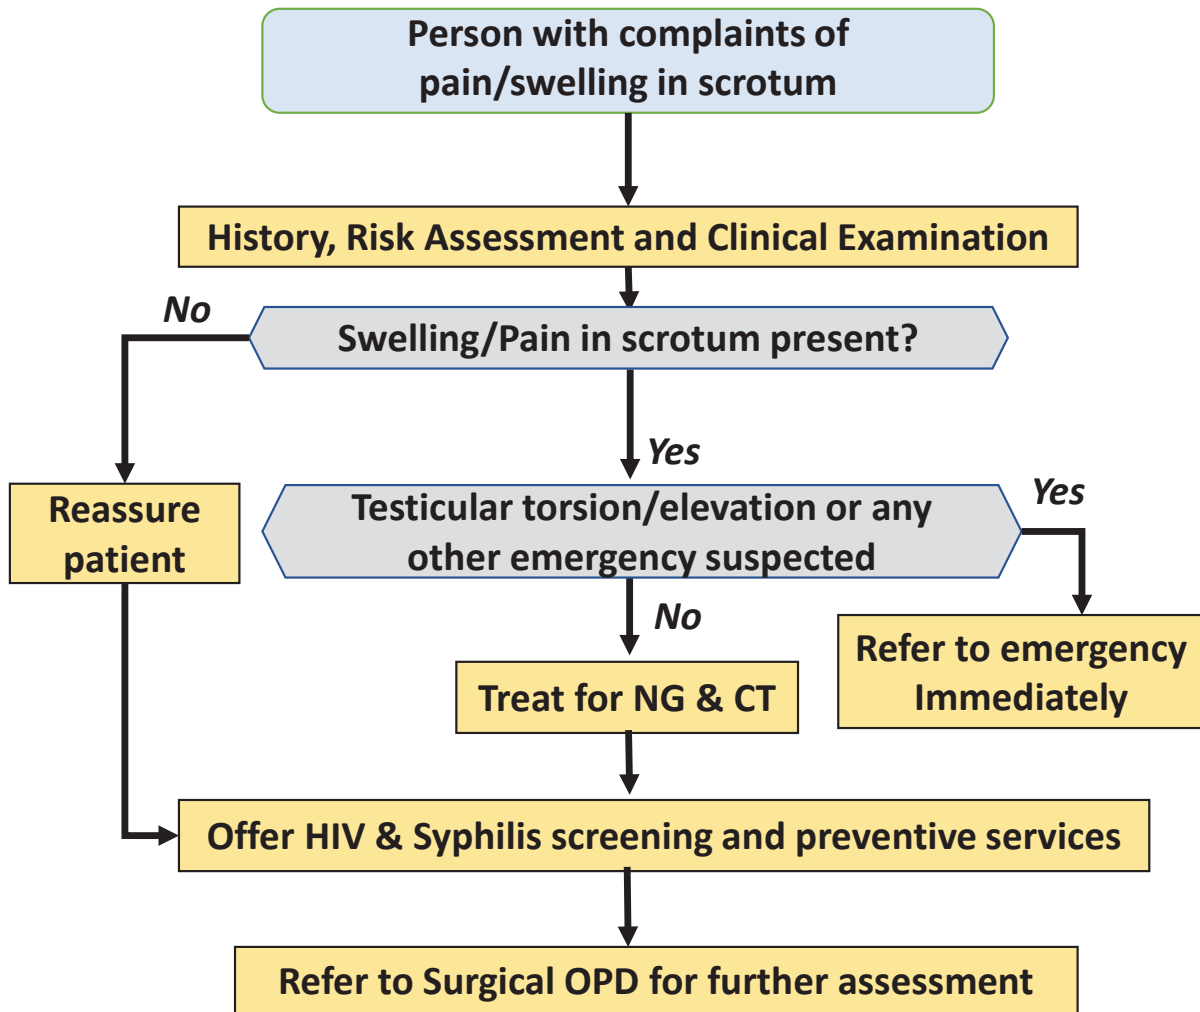 Person with complaints of
pain/swelling in scrotum
History, Risk Assessment and Clinical Examination
No
Swelling/Pain in scrotum present?
Yes
Reassure
patient
Testicular torsion/elevation or any
other emergency suspected
Yes
No
Refer to emergency
Immediately
Treat for NG & CT
Offer HIV & Syphilis screening and preventive services
Refer to Surgical OPD for further assessment